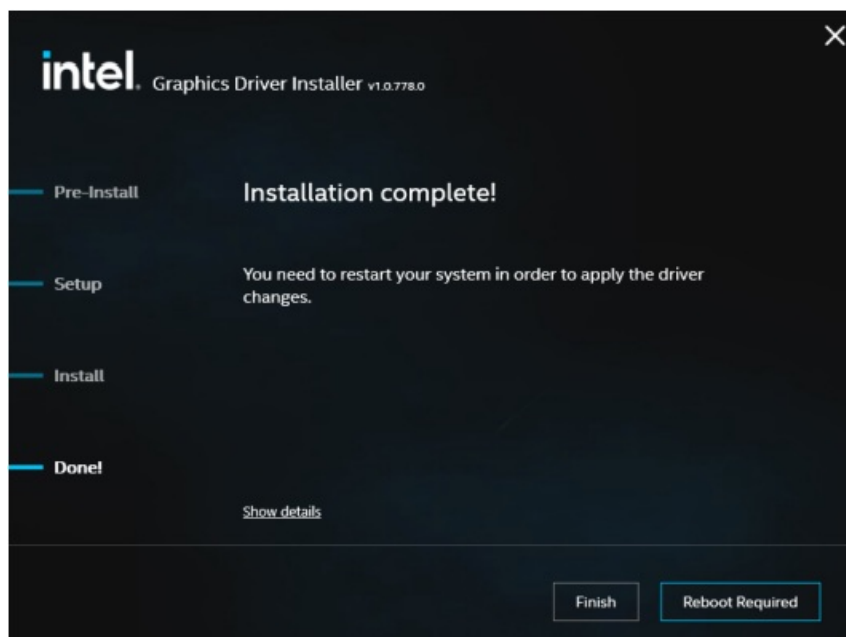 intel. Graphics Driver Installer v1.0.778.0
Pre-Install
Installation complete!
Setup
You need to restart your system in order to apply the driver
changes.
Install
Done!
Show details
Finish
Reboot Required